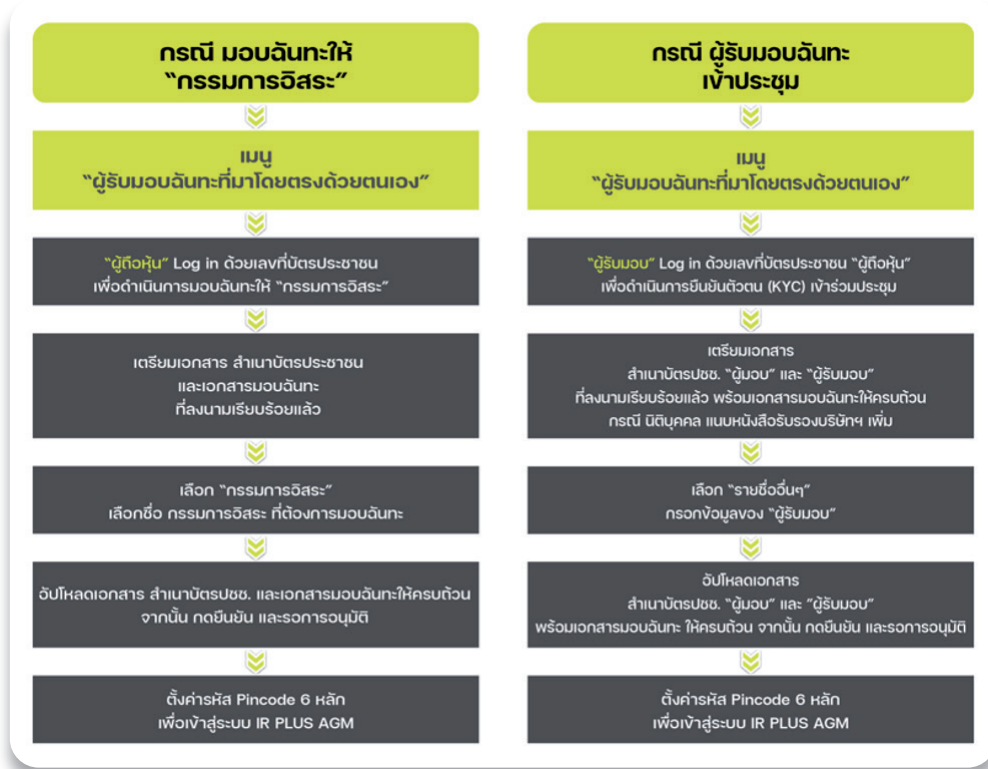 กรณี มอบฉันทะให้
“กรรมการอิสระ”
เมนู
“ผู้รับมอบฉันทะที่มาโดยตรงด้วยตนเอง”
“ผู้ถือหุ้น” Log in ด้วยเลขที่บัตรประชาชน
เพื่อดำเนินการมอบฉันทะให้ “กรรมการอิสระ”
เตรียมเอกสาร สำเนาบัตรประชาชน
และเอกสารมอบฉันทะ
ที่ลงนามเรียบร้อยแล้ว
เลือก “กรรมการอิสระ”
เลือกชื่อ กรรมการอิสระ ที่ต้องการมอบฉันทะ
อัปโหลดเอกสาร สำเนาบัตรปชช. และเอกสารมอบฉันทะให้ครบถ้วน
จากนั้น กดยืนยัน และรอการอนุมัติ
ตั้งค่ารหัส Pincode 6 หลัก
เพื่อเข้าสู่ระบบ IR PLUS AGM
กรณี ผู้รับมอบฉันทะ
เข้าประชุม
เมนู
“ผู้รับมอบฉันทะที่มาโดยตรงด้วยตนเอง”
“ผู้รับมอบ” Log in ด้วยเลขที่บัตรประชาชน “ผู้ถือหุ้น”
เพื่อดำเนินการยืนยันตัวตน (KYC) เข้าร่วมประชุม
เตรียมเอกสาร
สำเนาบัตรปชช. “ผู้มอบ” และ “ผู้รับมอบ”
ที่ลงนามเรียบร้อยแล้ว พร้อมเอกสารมอบฉันทะให้ครบถ้วน
กรณี นิติบุคคล แนบหนังสือรับรองบริษัทฯ เพิ่ม
เลือก “รายชื่ออื่นๆ”
กรอกข้อมูลของ “ผู้รับมอบ”
อัปโหลดเอกสาร
สำเนาบัตรปชช. “ผู้มอบ” และ “ผู้รับมอบ”
พร้อมเอกสารมอบฉันทะ ให้ครบถ้วน จากนั้น กดยืนยัน และรอการอนุมัติ
ตั้งค่ารหัส Pincode 6 หลัก
เพื่อเข้าสู่ระบบ IR PLUS AGM